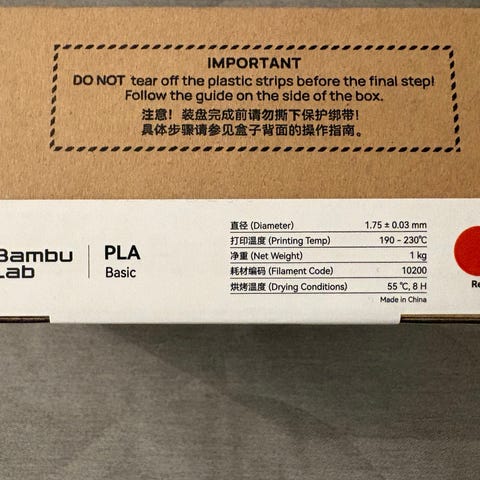 IMPORTANT
DO NOT tear off the plastic strips before the final step!
Follow the guide on the side of the box.
注意！装盘完成前请勿撕下保护绑带！
具体步骤请参见盒子背面的操作指南。
Bambu
Lab
PLA
Basic
直径 (Diameter) 1.75 ± 0.03 mm
打印温度 (Printing Temp) 190 - 230℃
净重 (Net Weight) 1 kg
耗材编码 (Filament Code) 10200
烘烤温度 (Drying Conditions) 55 ℃, 8 H
Made in China
Re